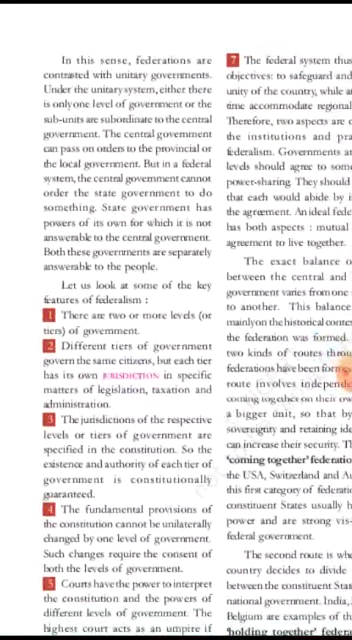 In this sense, federations are
contrasted with unitary governments.
Under the unitary system, either there
is only one level of government or the
sub-units are subordinate to the central
government. The central government
can pass on orders to the provincial or
the local government. But in a federal
system, the central government cannot
order the state government to do
something. State government has
powers of its own for which it is not
answerable to the central government.
Both these governments are separately
answerable to the people.
Let us look at some of the key
features of federalism :
1 There are two or more levels (or
tiers) of government.
2 Different tiers of government
govern the same citizens, but each tier
has its own JURISDICTION in specific
matters of legislation, taxation and
administration.
3 The jurisdictions of the respective
levels or tiers of government are
specified in the constitution. So the
existence and authority of each tier of
government is constitutionally
guaranteed.
4 The fundamental provisions of
the constitution cannot be unilaterally
changed by one level of government.
Such changes require the consent of
both the levels of government.
5 Courts have the power to interpret
the constitution and the powers of
different levels of government. The
highest court acts as an umpire if
7 The federal system thus
objectives: to safeguard and
unity of the country, while at
time accommodate regional
Therefore, two aspects are
the institutions and
federalism. Governments
levels should agree to
power-sharing. They should
that each would abide by
the agreement. An ideal
has both aspects : mutual
agreement to live together.
The exact balance
between the central and
government varies from one
to another. This balance
mainly on the historical
the federation was formed.
two kinds of routes
federations have been
route involves
coming together on their
a bigger unit, so that by
sovereignty and retaining
can increase their security.
'coming together'
the USA, Switzerland and
this first category of
constituent States usually
power and are strong
federal government.
The second route is
country decides to divide
between the constituent
national government. India,
Belgium are examples of
'holding together'